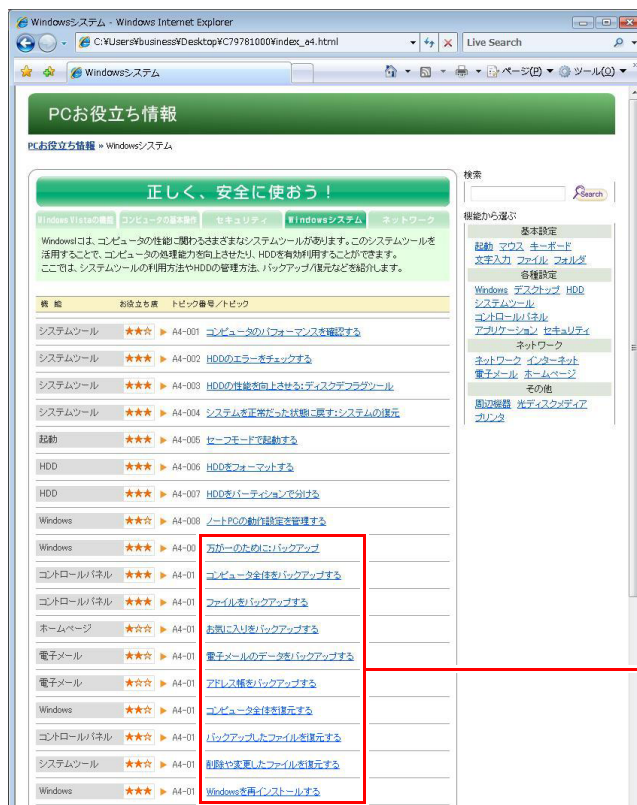 Windowsシステム - Windows Internet Explorer
C:¥Users¥business¥Desktop¥C79781000¥index_a4.html
Live Search
Windowsシステム
ページ(P)
ツール(O)
PCお役立ち情報
PCお役立ち情報 » Windowsシステム
正しく、安全に使おう！
Windows Vistaの機能 コンピュータの基本操作 セキュリティ Windowsシステム ネットワーク
Windowsには、コンピュータの性能に関わるさまざまなシステムツールがあります。このシステムツールを
活用することで、コンピュータの処理能力を向上させたり、HDDを有効利用することができます。
ここでは、システムツールの利用方法やHDDの管理方法、バックアップ/復元などを紹介します。
機 能 お役立ち度 トピック番号/トピック
システムツール ★★☆ A4-001 コンピュータのパフォーマンスを確認する
システムツール ★★★ A4-002 HDDのエラーをチェックする
システムツール ★★★ A4-003 HDDの性能を向上させる:ディスクデフラグツール
システムツール ★★★ A4-004 システムを正常だった状態に戻す:システムの復元
起動 ★★★ A4-005 セーフモードで起動する
HDD ★★★ A4-006 HDDをフォーマットする
HDD ★★★ A4-007 HDDをパーティションで分ける
Windows ★★☆ A4-008 ノートPCの動作設定を管理する
Windows ★★★ A4-00 万が一のために:バックアップ
コントロールパネル ★★★ A4-01 コンピュータ全体をバックアップする
コントロールパネル ★★★ A4-01 ファイルをバックアップする
ホームページ ★☆☆ A4-01 お気に入りをバックアップする
電子メール ★★☆ A4-01 電子メールのデータをバックアップする
電子メール ★☆☆ A4-01 アドレス帳をバックアップする
Windows ★★☆ A4-01 コンピュータ全体を復元する
コントロールパネル ★★☆ A4-01 バックアップしたファイルを復元する
システムツール ★★☆ A4-01 削除や変更したファイルを復元する
Windows ★★★ A4-01 Windowsを再インストールする
検索
Search
機能から選ぶ
基本設定
起動 マウス キーボード
文字入力 ファイル フォルダ
各種設定
Windows デスクトップ HDD
システムツール
コントロールパネル
アプリケーション セキュリティ
ネットワーク
ネットワーク インターネット
電子メール ホームページ
その他
周辺機器 光ディスクメディア
プリンタ